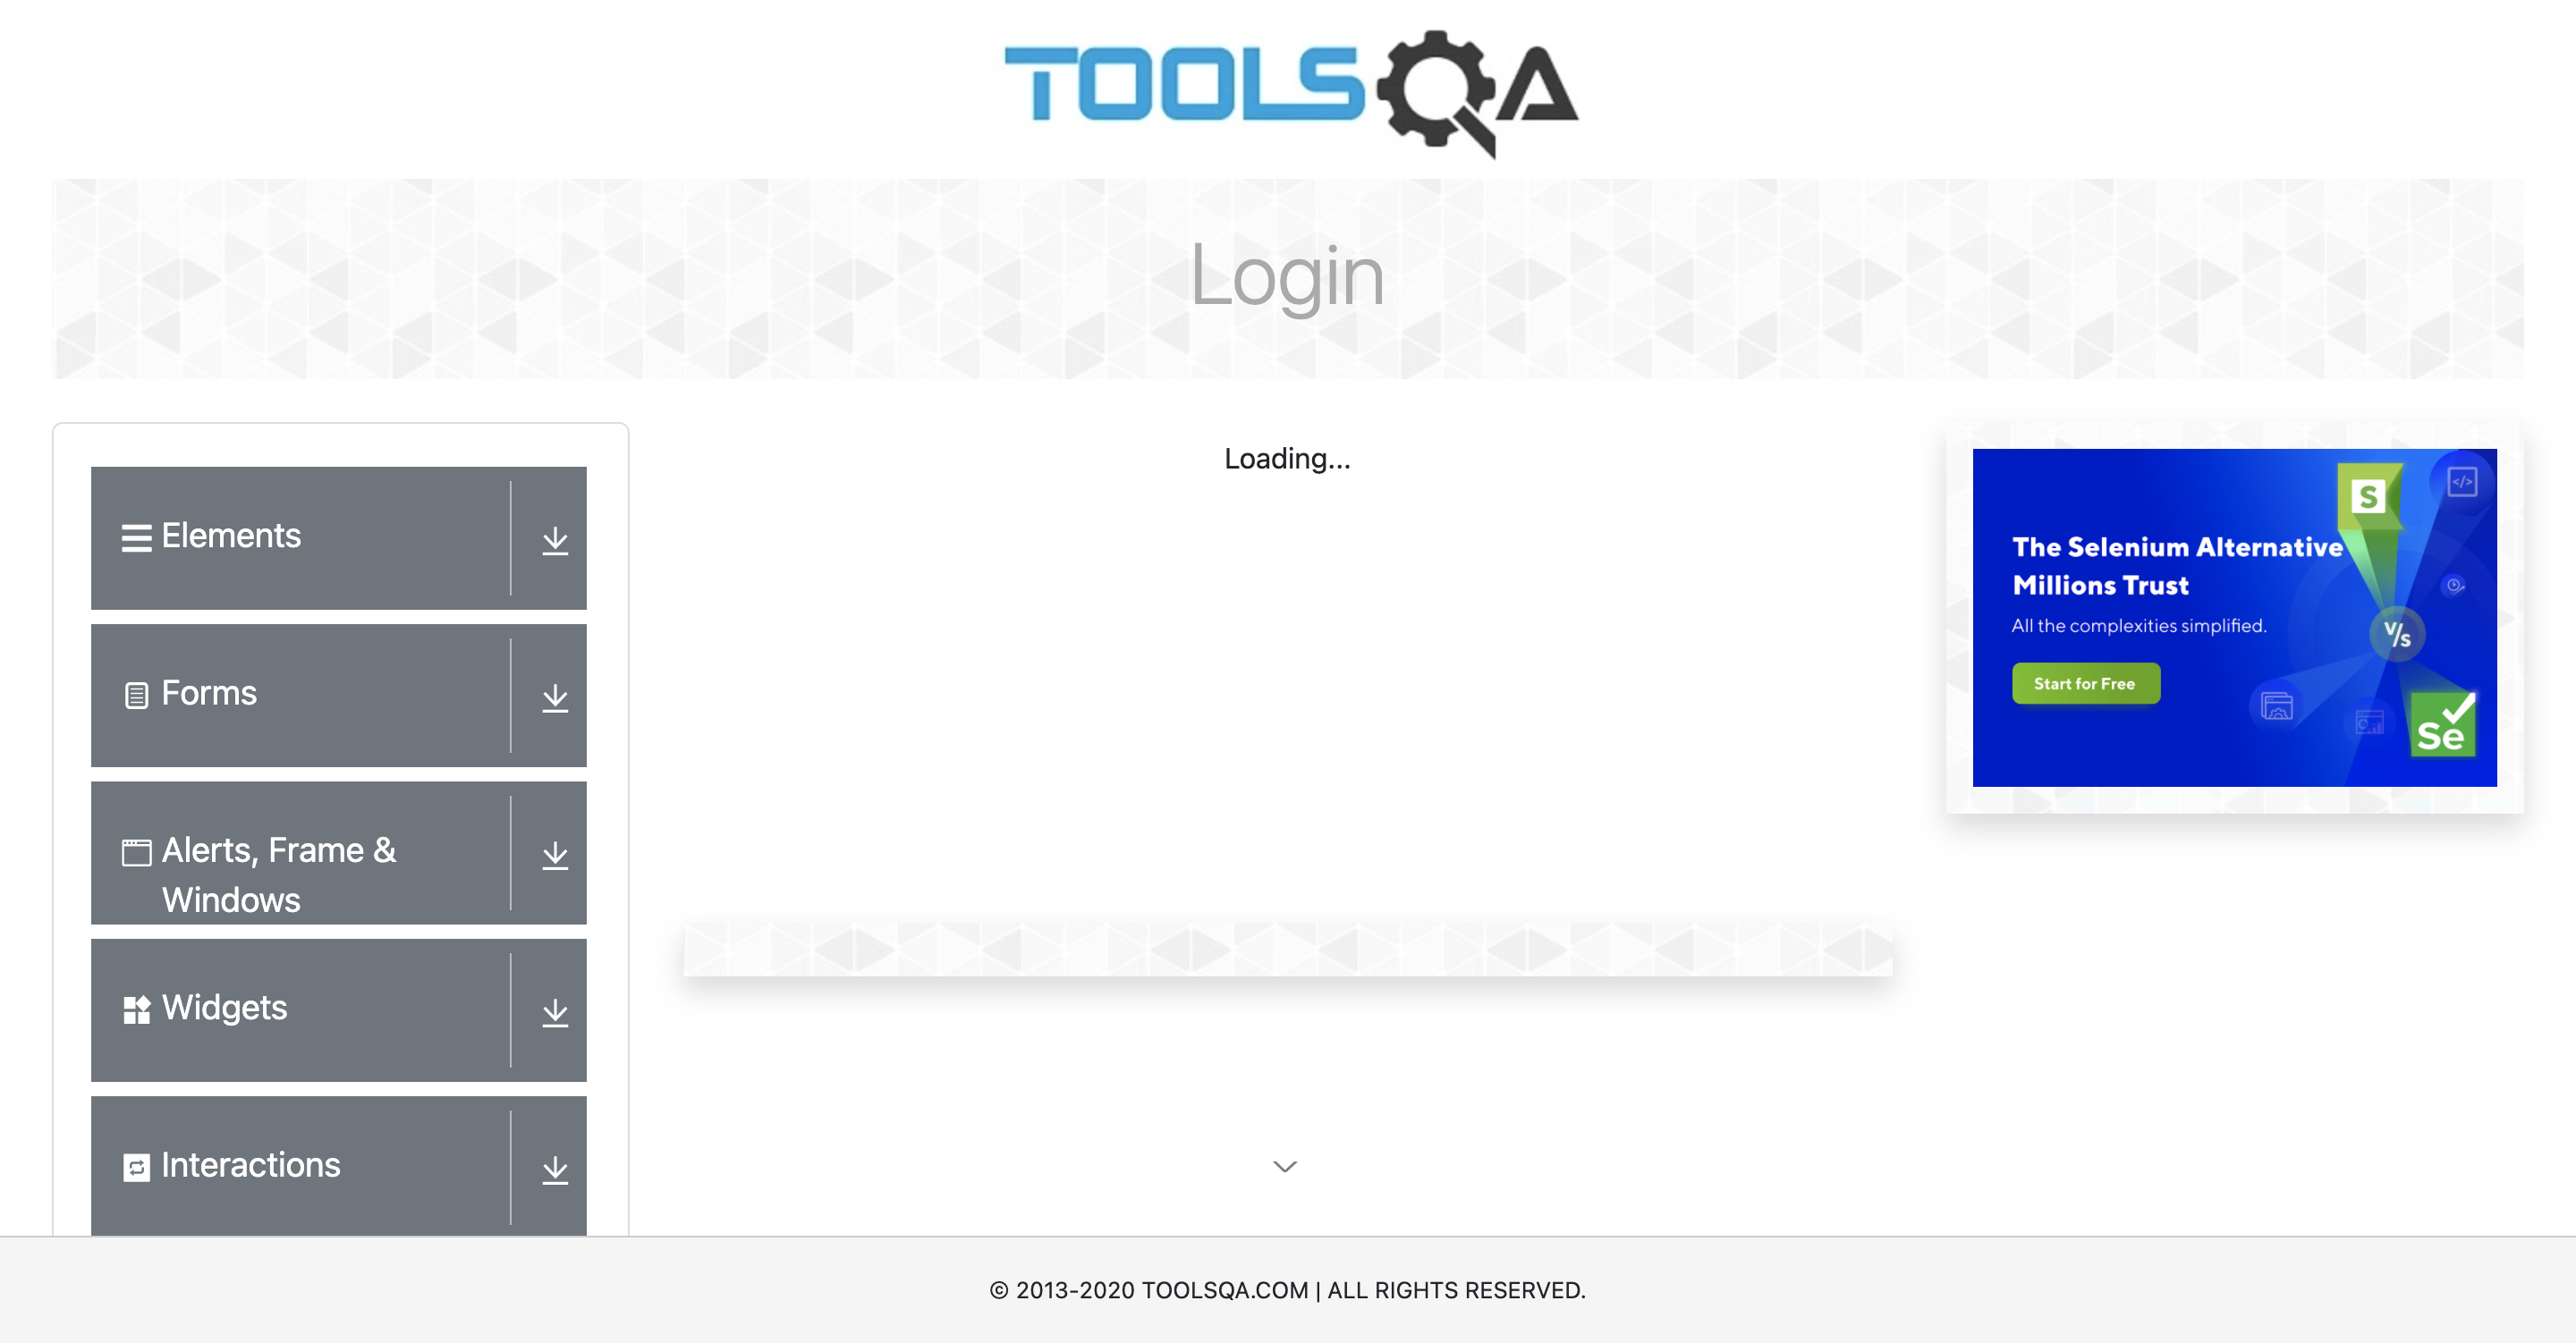 TOOLSQA
Login
Elements
Forms
Alerts, Frame &
Windows
Widgets
Interactions
Loading...
The Selenium Alternative
Millions Trust
All the complexities simplified.
Start for Free
S
</>
V/s
Se
© 2013-2020 TOOLSQA.COM | ALL RIGHTS RESERVED.